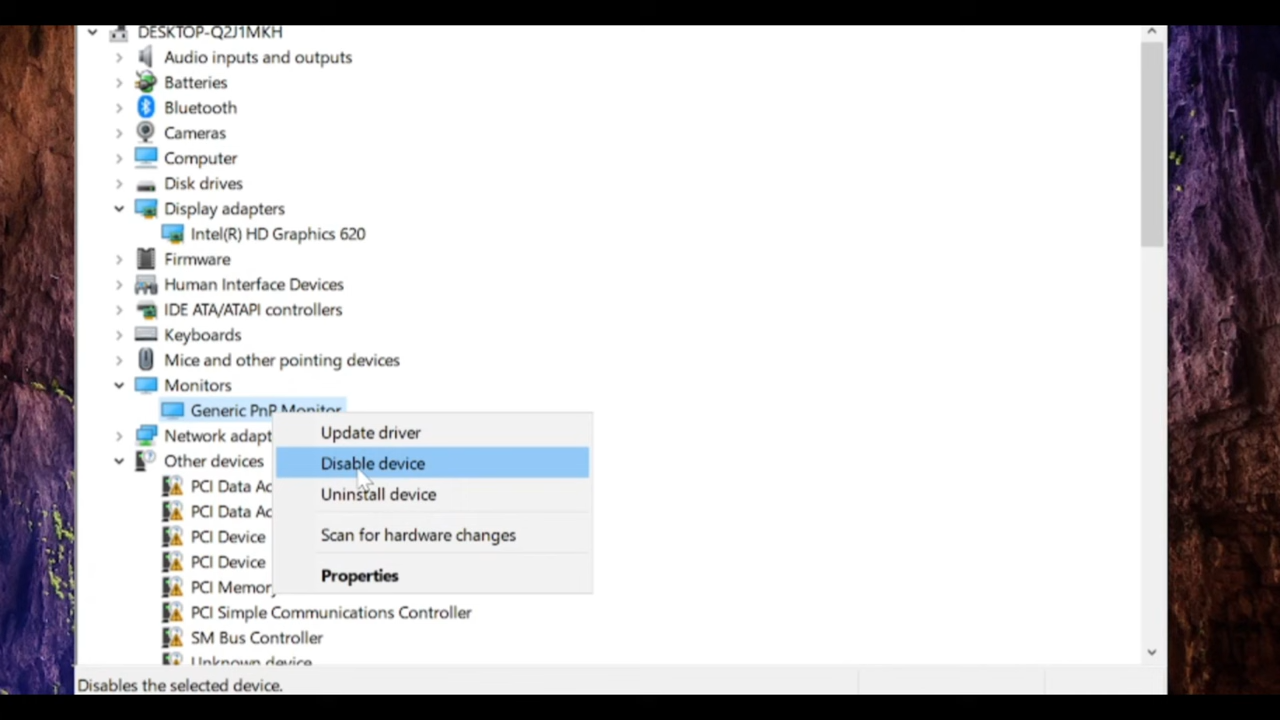 DESKTOP-Q2J1MKH
Audio inputs and outputs
Batteries
Bluetooth
Cameras
Computer
Disk drives
Display adapters
Intel(R) HD Graphics 620
Firmware
Human Interface Devices
IDE ATA/ATAPI controllers
Keyboards
Mice and other pointing devices
Monitors
Generic PnP Monitor
Network adapt
Other devices
PCI Data Ac
PCI Data Ac
PCI Device
PCI Device
PCI Memory
PCI Simple Communications Controller
SM Bus Controller
Unknown device
Update driver
Disable device
Uninstall device
Scan for hardware changes
Properties
Disables the selected device.